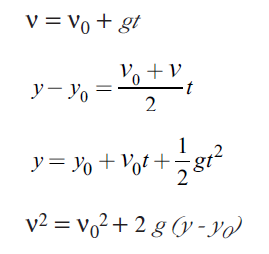 v = v₀ + gt
y − y₀ = (v₀ + v)/2 t
y = y₀ + v₀t + 1/2 gt²
v² = v₀² + 2 g (y - y₀)